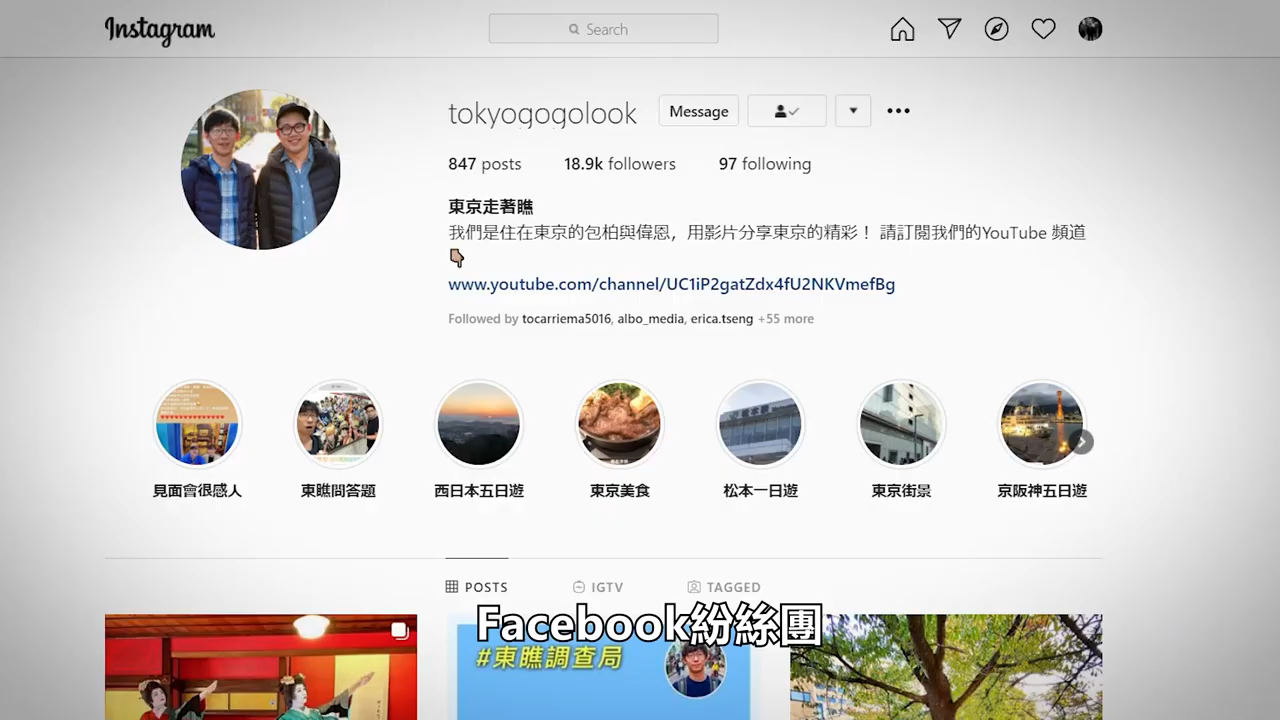 Instagram
Search
tokyogogolook
Message
847 posts 18.9k followers 97 following
東京走著瞧
我們是住在東京的包柏與偉恩，用影片分享東京的精彩！ 請訂閱我們的YouTube 頻道
www.youtube.com/channel/UC1iP2gatZdx4fU2NKVmefBg
Followed by tocarriema5016, albo_media, erica.tseng +55 more
見面會很感人
東瞧問答題
西日本五日遊
東京美食
松本一日遊
東京街景
京阪神五日遊
POSTS
IGTV
TAGGED
Facebook紛絲團
#東瞧調查局